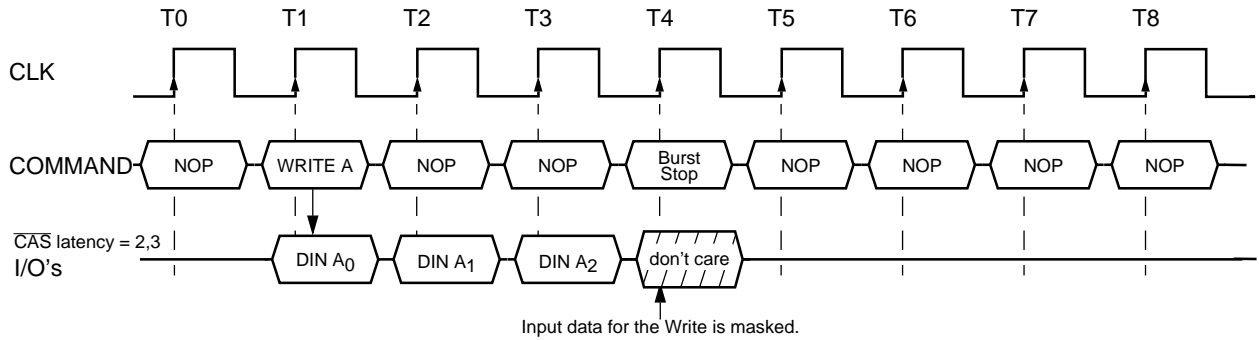 T0 T1 T2 T3 T4 T5 T6 T7 T8
CLK
COMMAND NOP WRITE A NOP NOP Burst Stop NOP NOP NOP NOP
CAS latency = 2,3
I/O's DIN A0 DIN A1 DIN A2 don't care
Input data for the Write is masked.